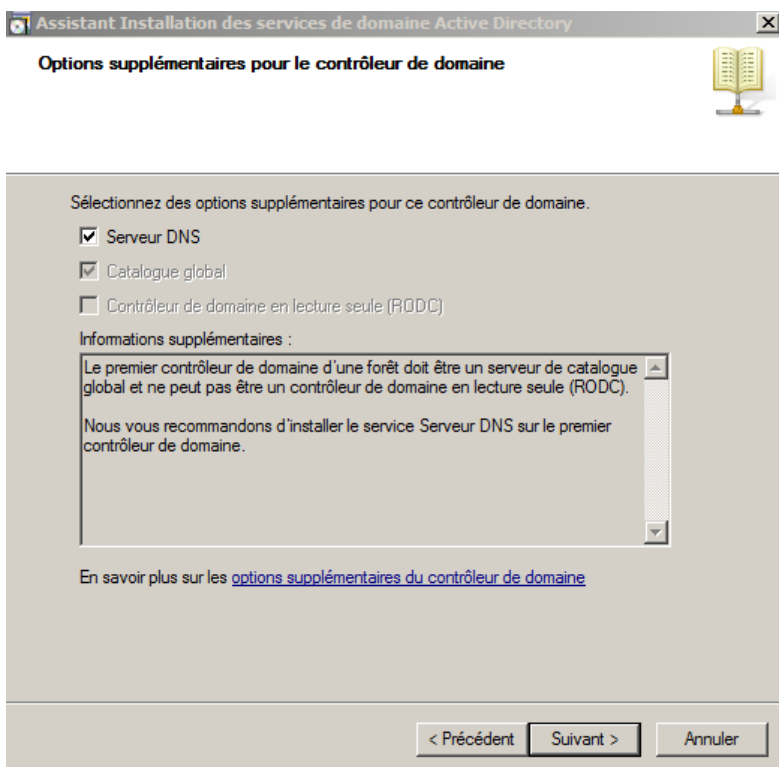 Assistant Installation des services de domaine Active Directory
Options supplémentaires pour le contrôleur de domaine
Sélectionnez des options supplémentaires pour ce contrôleur de domaine.
Serveur DNS
Catalogue global
Contrôleur de domaine en lecture seule (RODC)
Informations supplémentaires :
Le premier contrôleur de domaine d'une forêt doit être un serveur de catalogue
global et ne peut pas être un contrôleur de domaine en lecture seule (RODC).
Nous vous recommandons d'installer le service Serveur DNS sur le premier
contrôleur de domaine.
En savoir plus sur les options supplémentaires du contrôleur de domaine
< Précédent Suivant > Annuler